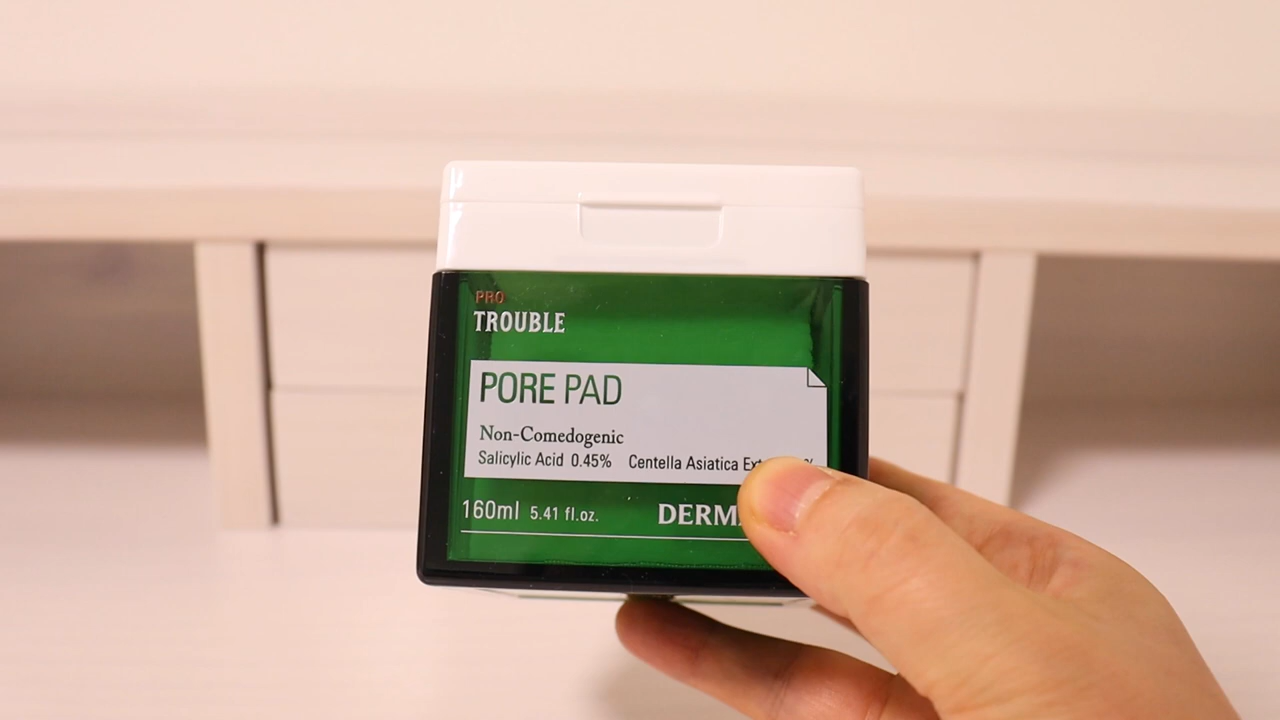 PRO
TROUBLE
PORE PAD
Non-Comedogenic
Salicylic Acid 0.45% Centella Asiatica
160ml 5.41 fl.oz.